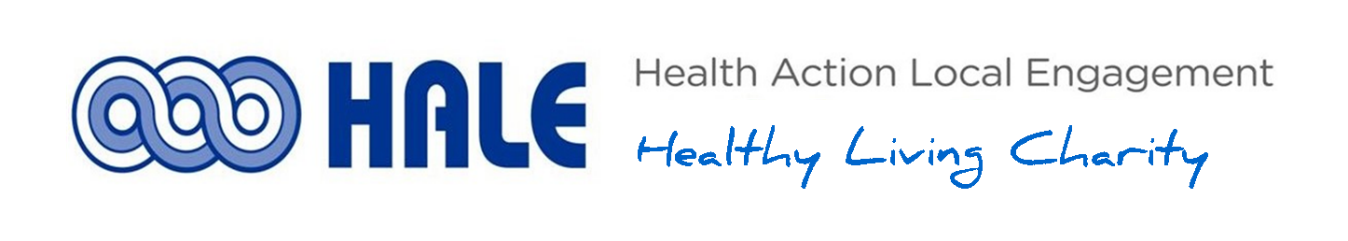 HALE
Health Action Local Engagement
Healthy Living Charity